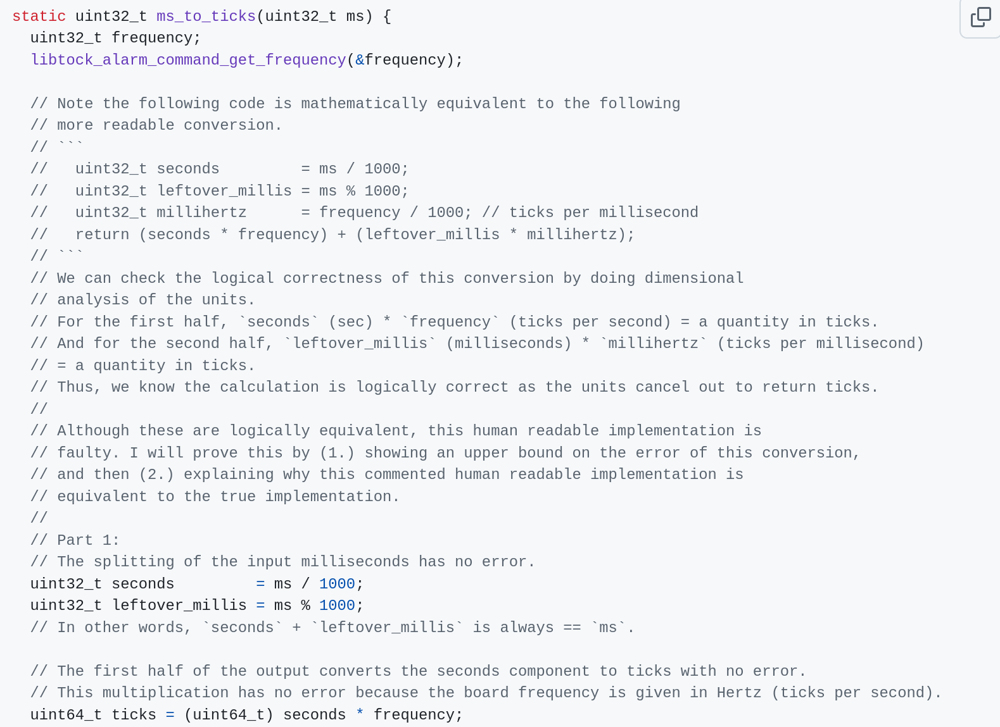 static uint32_t ms_to_ticks(uint32_t ms) {
  uint32_t frequency;
  libtock_alarm_command_get_frequency(&frequency);

  // Note the following code is mathematically equivalent to the following
  // more readable conversion.
  // ```
  //   uint32_t seconds         = ms / 1000;
  //   uint32_t leftover_millis = ms % 1000;
  //   uint32_t millihertz      = frequency / 1000; // ticks per millisecond
  //   return (seconds * frequency) + (leftover_millis * millihertz);
  // ```
  // We can check the logical correctness of this conversion by doing dimensional
  // analysis of the units.
  // For the first half, `seconds` (sec) * `frequency` (ticks per second) = a quantity in ticks.
  // And for the second half, `leftover_millis` (milliseconds) * `millihertz` (ticks per millisecond)
  // = a quantity in ticks.
  // Thus, we know the calculation is logically correct as the units cancel out to return ticks.
  //
  // Although these are logically equivalent, this human readable implementation is
  // faulty. I will prove this by (1.) showing an upper bound on the error of this conversion,
  // and then (2.) explaining why this commented human readable implementation is
  // equivalent to the true implementation.
  //
  // Part 1:
  // The splitting of the input milliseconds has no error.
  uint32_t seconds         = ms / 1000;
  uint32_t leftover_millis = ms % 1000;
  // In other words, `seconds` + `leftover_millis` is always == `ms`.

  // The first half of the output converts the seconds component to ticks with no error.
  // This multiplication has no error because the board frequency is given in Hertz (ticks per second).
  uint64_t ticks = (uint64_t) seconds * frequency;